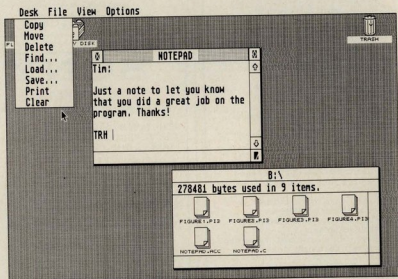 Desk File View Options
Copy
Move
Delete
Find...
Load...
Save...
Print
Clear
Y DISK
TRASH
NOTEPAD
Tim:
Just a note to let you know
that you did a great job on the
program. Thanks!
TRH
B:\
278481 bytes used in 9 items.
FIGURE1.PI3 FIGURE2.PI3 FIGURE3.PI3 FIGURE4.PI3
NOTEPAD.ACC NOTEPAD.C